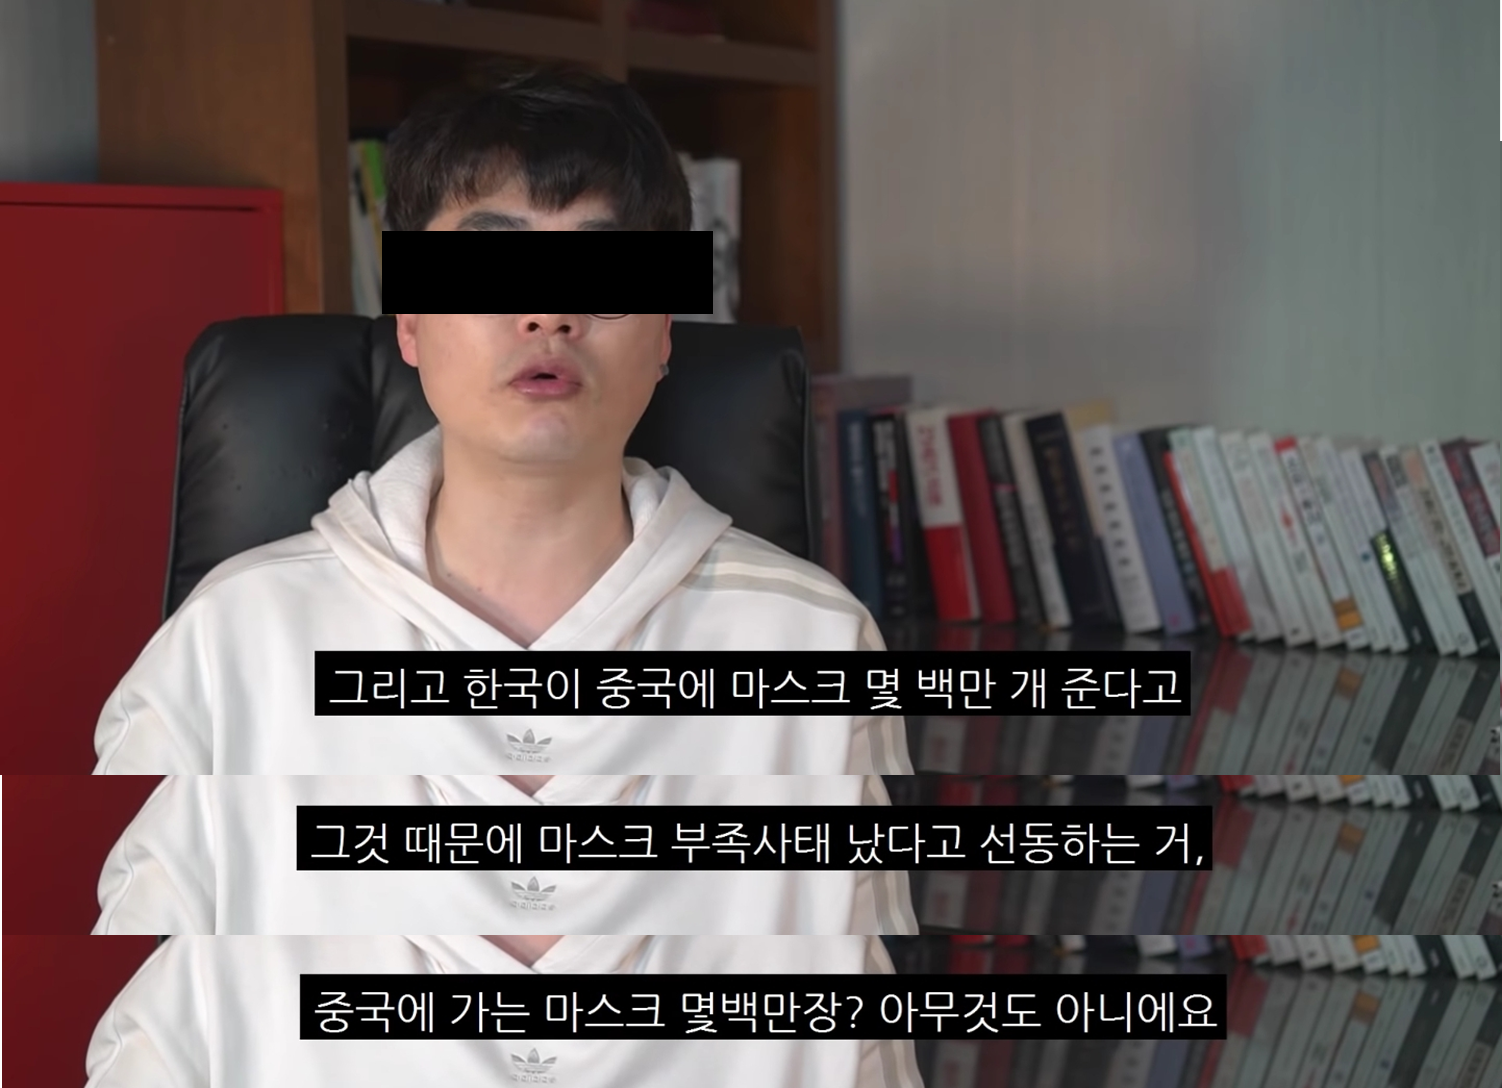 그리고 한국이 중국에 마스크 몇 백만 개 준다고
adidas
그것 때문에 마스크 부족사태 났다고 선동하는 거,
adidas
중국에 가는 마스크 몇백만장? 아무것도 아니에요
adidas